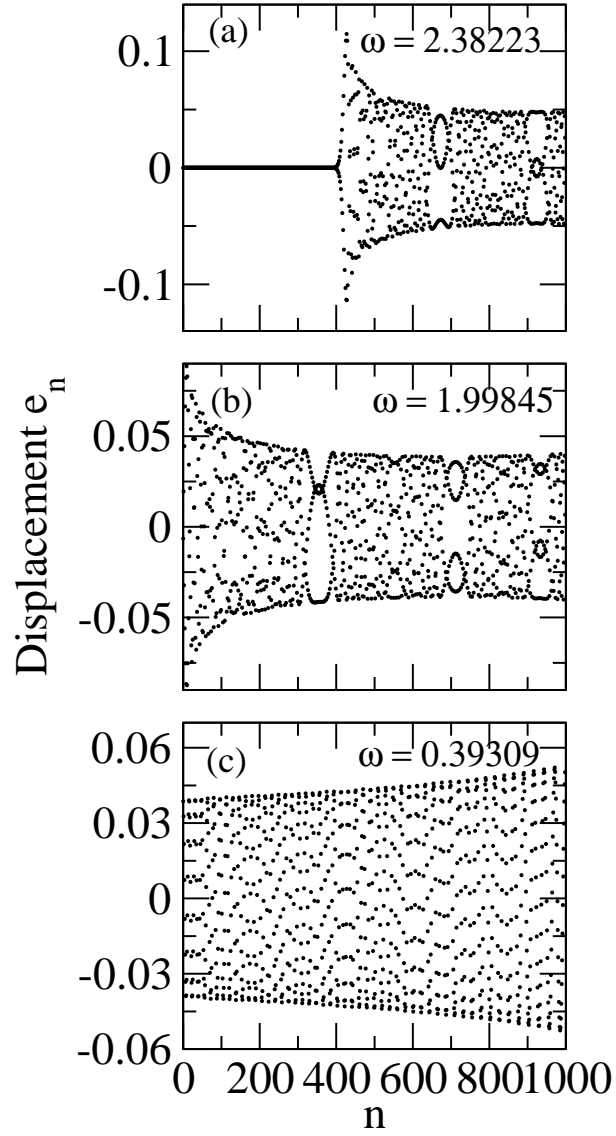 (a) ω = 2.38223
0.1
0
-0.1
(b) ω = 1.99845
0.05
0
-0.05
Displacement e_n
(c) ω = 0.39309
0.06
0.03
0
-0.03
-0.06
0 200 400 600 800 1000
n